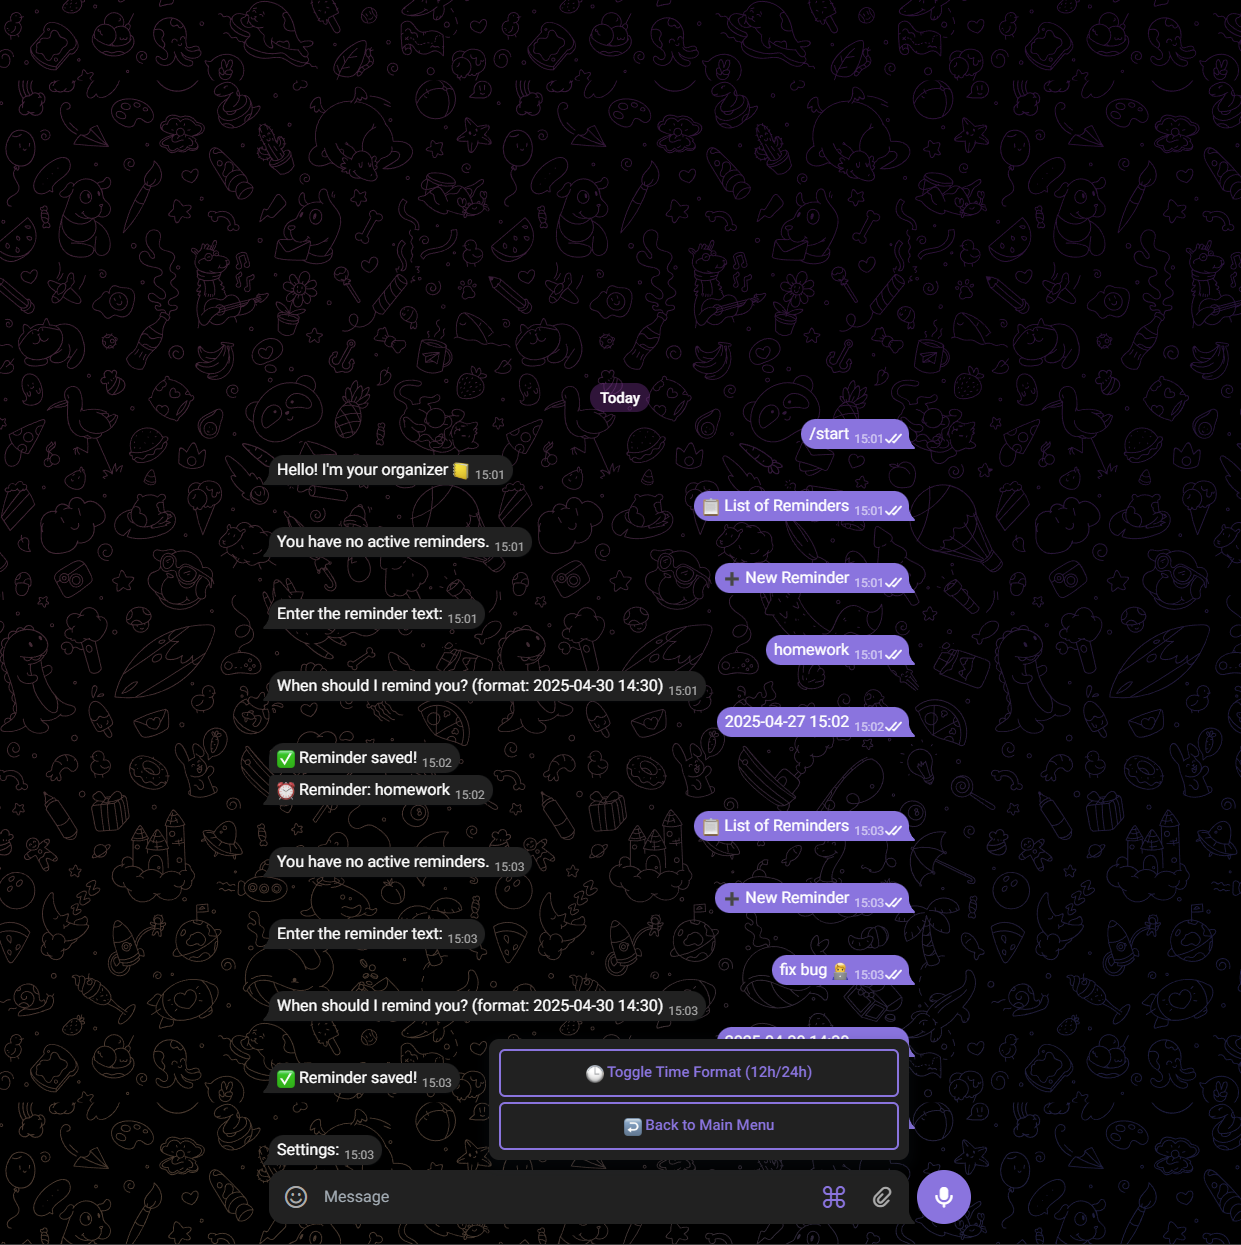 Today
/start 15:01
Hello! I'm your organizer 📒 15:01
📋 List of Reminders 15:01
You have no active reminders. 15:01
➕ New Reminder 15:01
Enter the reminder text: 15:01
homework 15:01
When should I remind you? (format: 2025-04-30 14:30) 15:01
2025-04-27 15:02 15:02
✅ Reminder saved! 15:02
⏰ Reminder: homework 15:02
📋 List of Reminders 15:03
You have no active reminders. 15:03
➕ New Reminder 15:03
Enter the reminder text: 15:03
fix bug 👨‍💻 15:03
When should I remind you? (format: 2025-04-30 14:30) 15:03
✅ Reminder saved! 15:03
🕒 Toggle Time Format (12h/24h)
↩️ Back to Main Menu
Settings: 15:03
Message